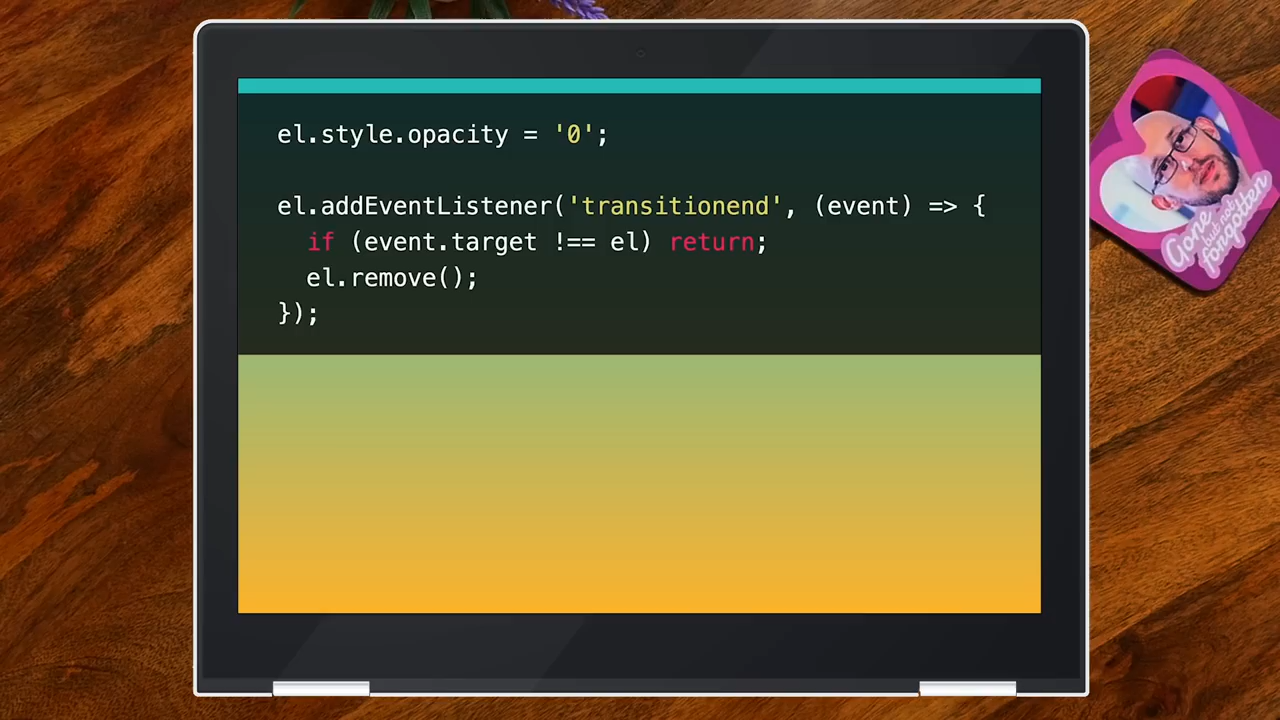 el.style.opacity = '0';
el.addEventListener('transitionend', (event) => {
if (event.target !== el) return;
el.remove();
});
Gone
but not
forgotten